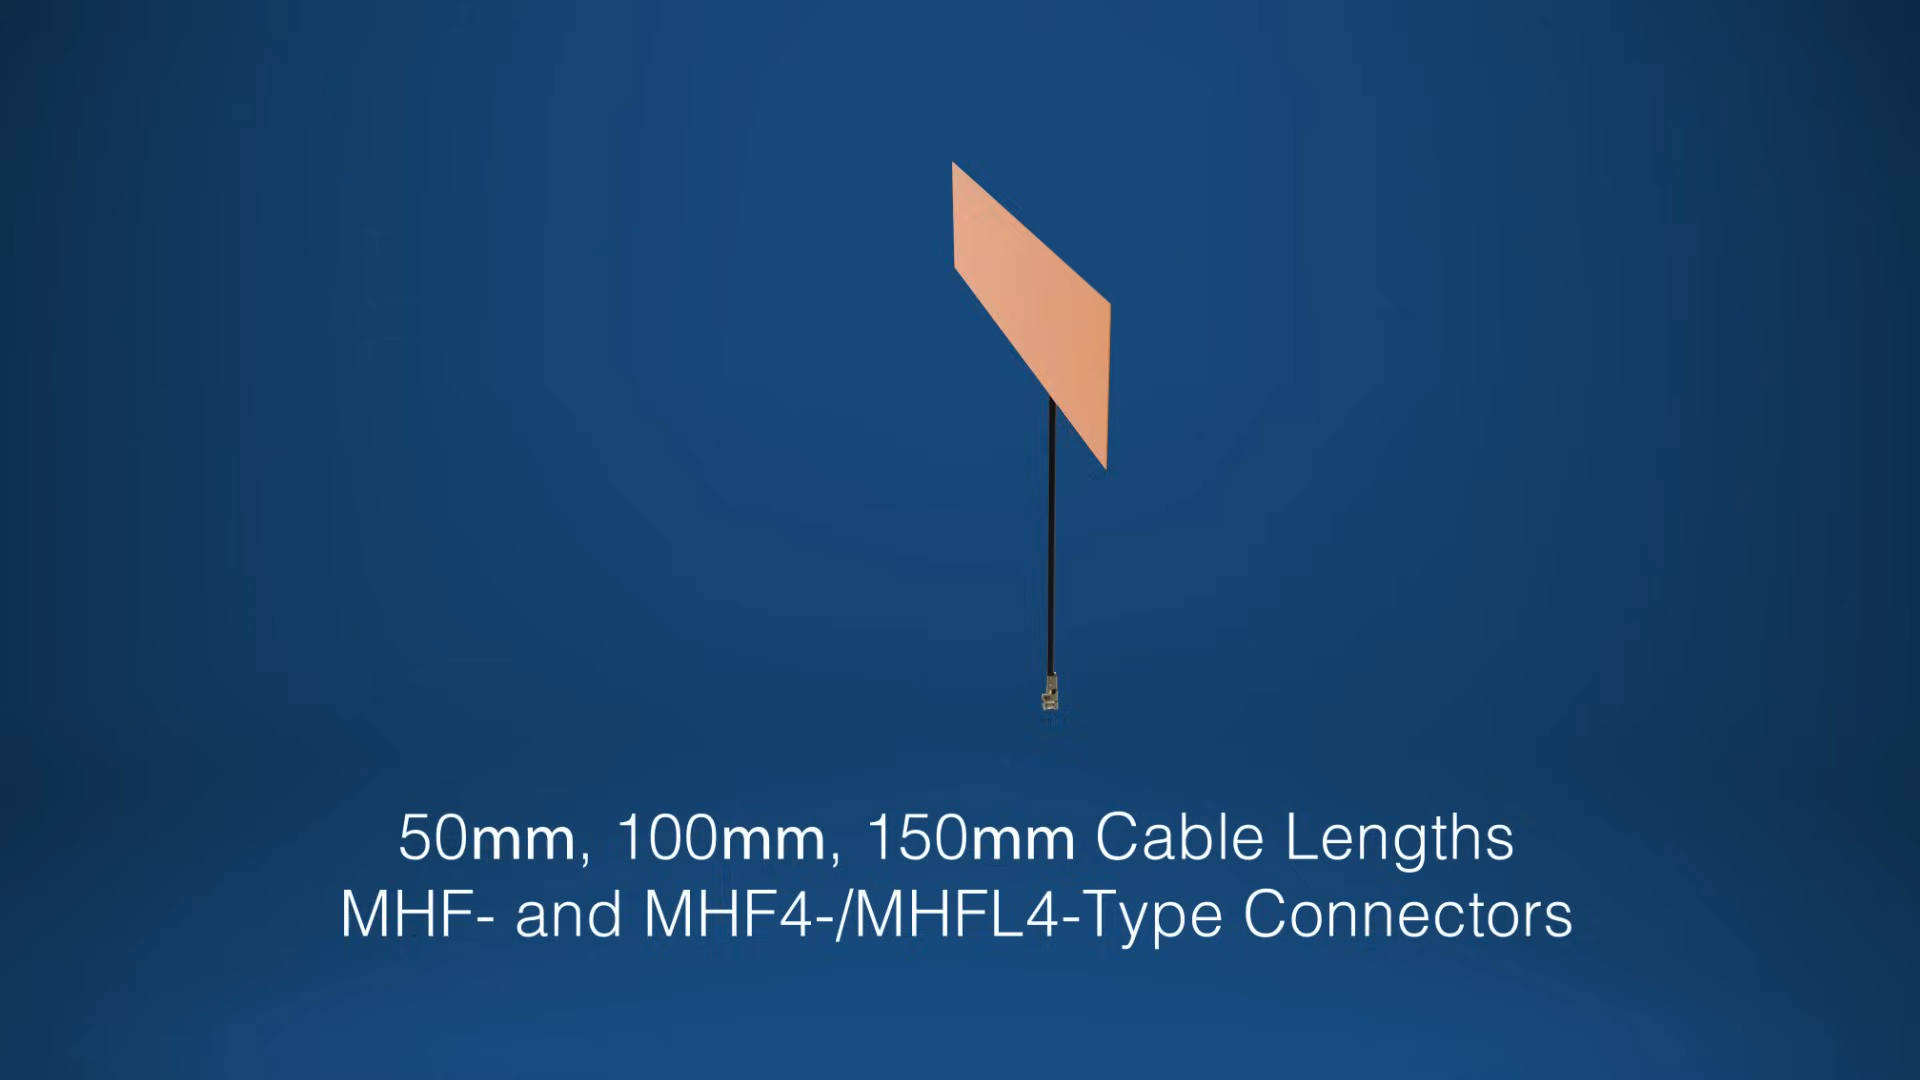 50mm, 100mm, 150mm Cable Lengths
MHF- and MHF4-/MHFL4-Type Connectors